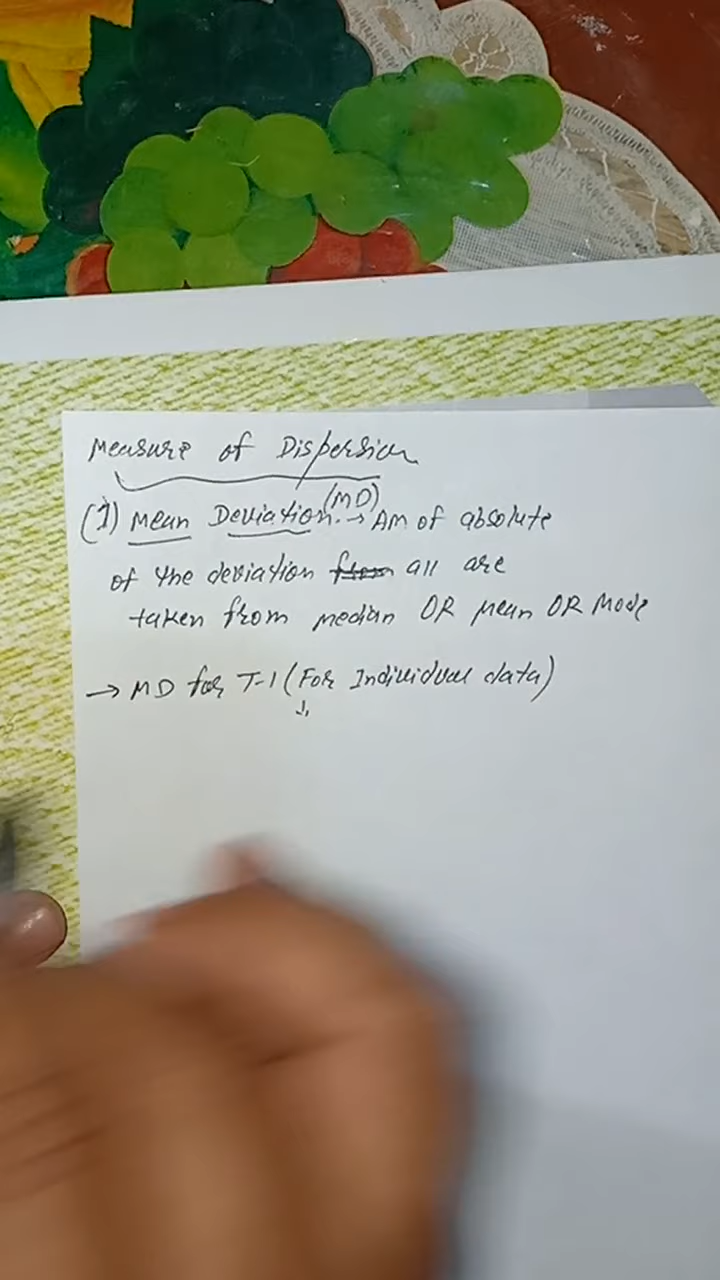 Measure of Dispersion
(1) Mean Deviation. (MD) → AM of absolute
of the deviation from all are
taken from median OR mean OR Mode
→ MD for T-1 (For Individual data)
↓